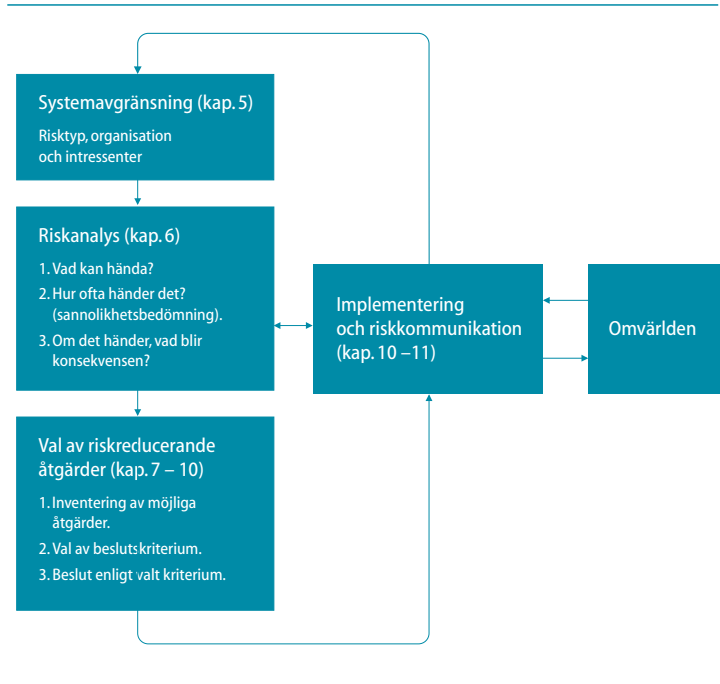 Systemavgränsning (kap. 5)
Risktyp, organisation
och intressenter
Riskanalys (kap. 6)
1. Vad kan hända?
2. Hur ofta händer det?
(sannolikhetsbedömning).
3. Om det händer, vad blir
konsekvensen?
Val av riskreducerande
åtgärder (kap. 7 – 10)
1. Inventering av möjliga
åtgärder.
2. Val av beslutskriterium.
3. Beslut enligt valt kriterium.
Implementering
och riskkommunikation
(kap. 10 –11)
Omvärlden